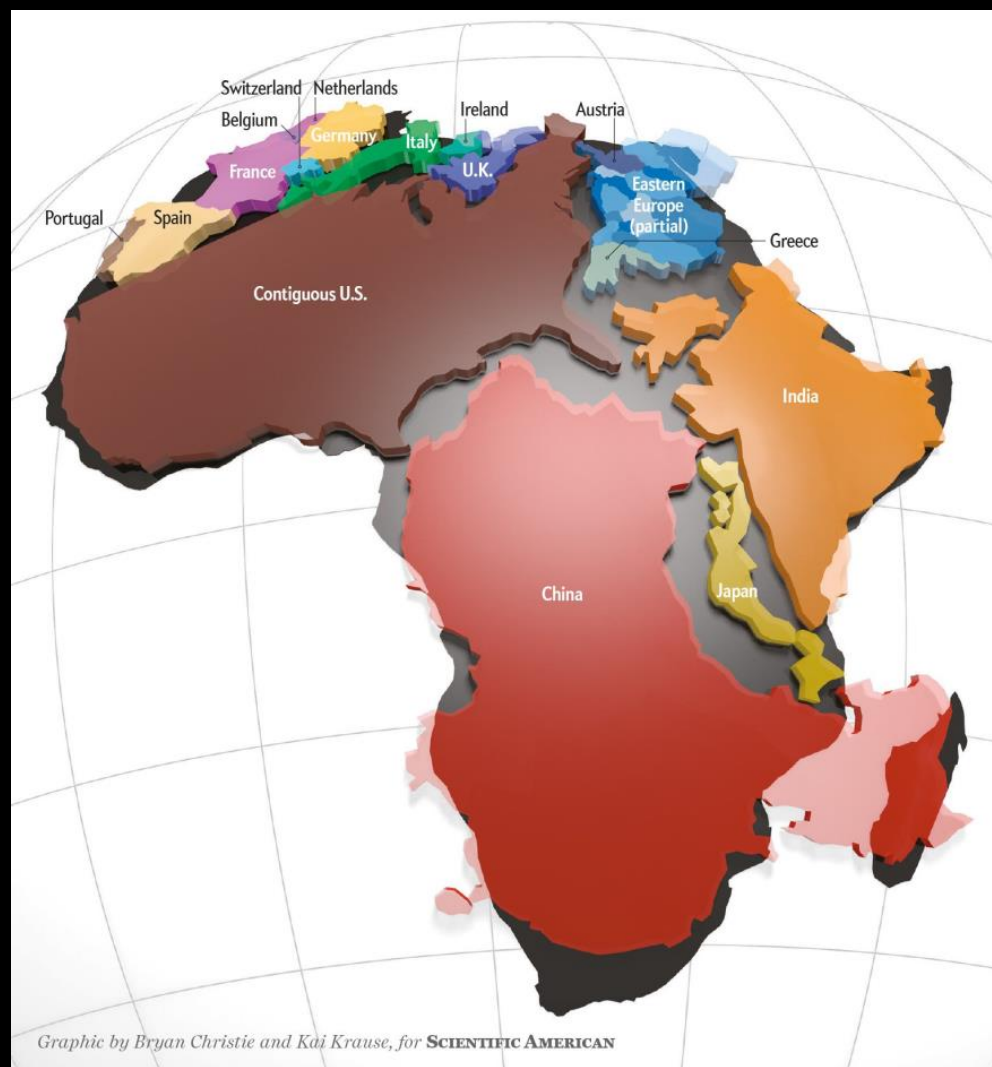 Switzerland
Netherlands
Belgium
Germany
Ireland
Austria
Italy
France
U.K.
Portugal
Spain
Eastern
Europe
(partial)
Greece
Contiguous U.S.
India
China
Japan
Graphic by Bryan Christie and Kai Krause, for SCIENTIFIC AMERICAN